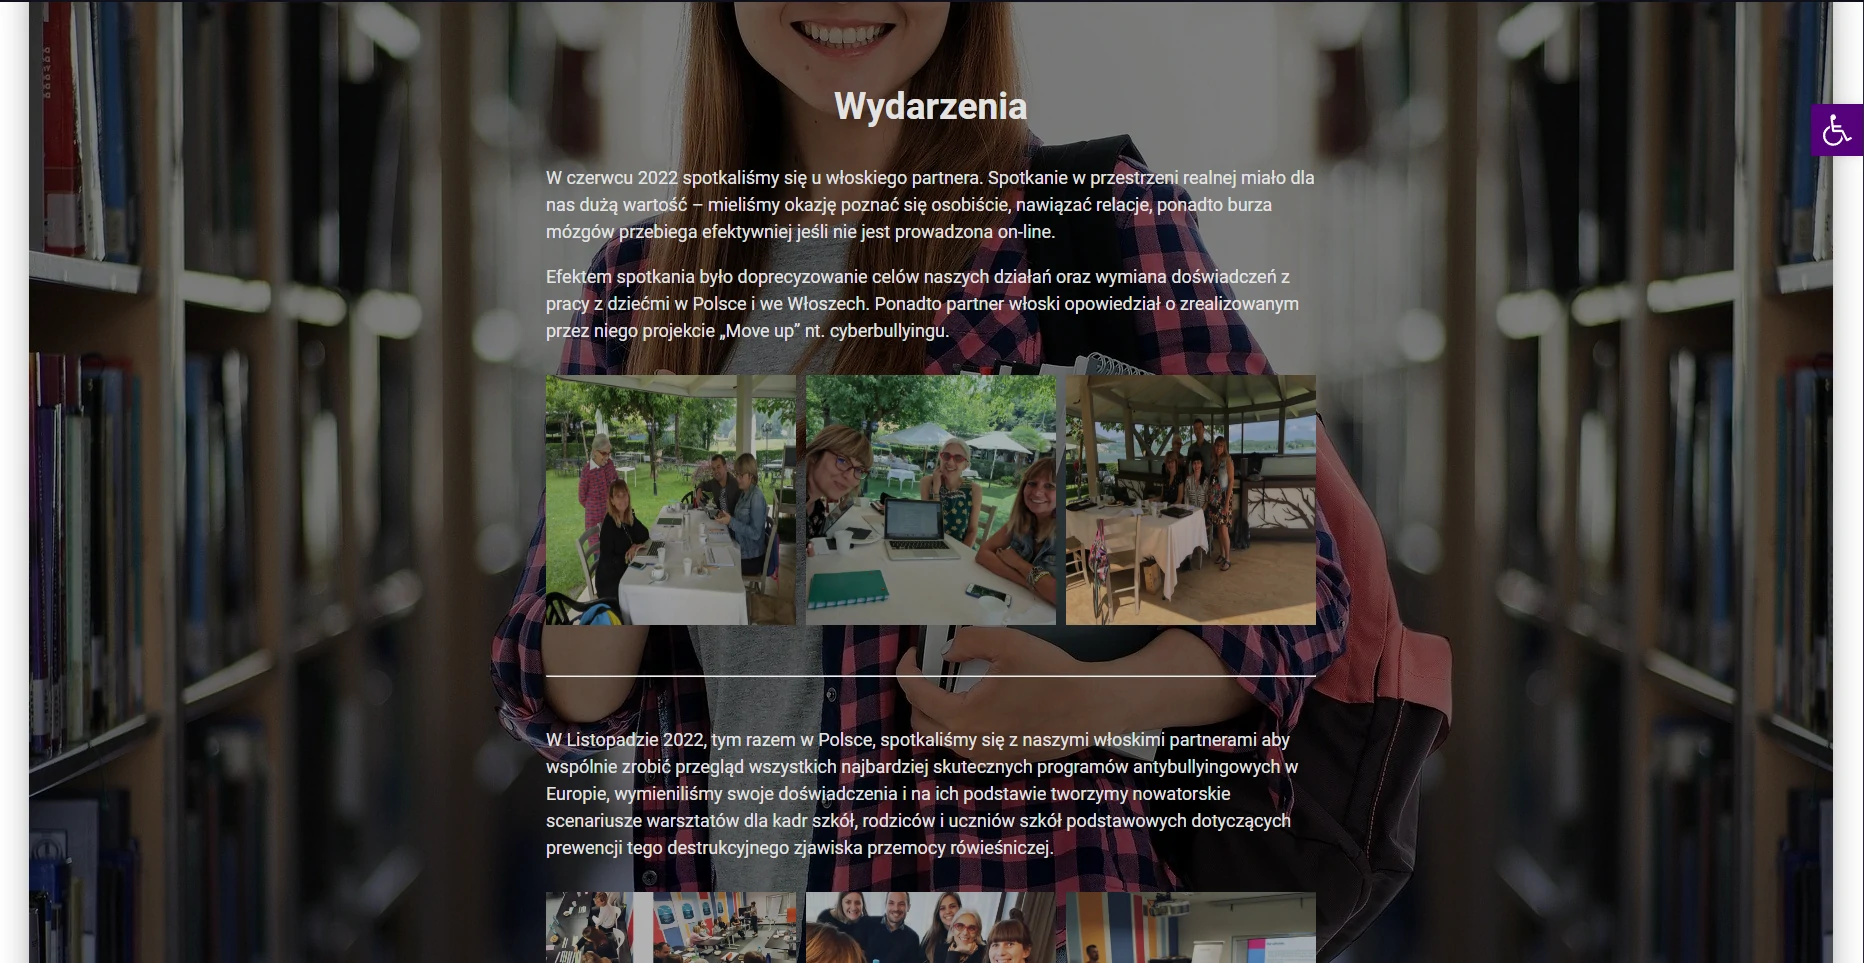 Wydarzenia
W czerwcu 2022 spotkaliśmy się u włoskiego partnera. Spotkanie w przestrzeni realnej miało dla
nas dużą wartość – mieliśmy okazję poznać się osobiście, nawiązać relacje, ponadto burza
mózgów przebiega efektywniej jeśli nie jest prowadzona on-line.
Efektem spotkania było doprecyzowanie celów naszych działań oraz wymiana doświadczeń z
pracy z dziećmi w Polsce i we Włoszech. Ponadto partner włoski opowiedział o zrealizowanym
przez niego projekcie „Move up” nt. cyberbullyingu.
W Listopadzie 2022, tym razem w Polsce, spotkaliśmy się z naszymi włoskimi partnerami aby
wspólnie zrobić przegląd wszystkich najbardziej skutecznych programów antybullyingowych w
Europie, wymieniliśmy swoje doświadczenia i na ich podstawie tworzymy nowatorskie
scenariusze warsztatów dla kadr szkół, rodziców i uczniów szkół podstawowych dotyczących
prewencji tego destrukcyjnego zjawiska przemocy rówieśniczej.